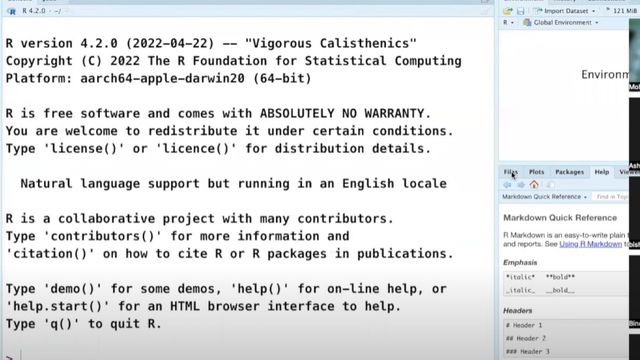 R 4.2.0 · ~/
R version 4.2.0 (2022-04-22) -- "Vigorous Calisthenics"
Copyright (C) 2022 The R Foundation for Statistical Computing
Platform: aarch64-apple-darwin20 (64-bit)
R is free software and comes with ABSOLUTELY NO WARRANTY.
You are welcome to redistribute it under certain conditions.
Type 'license()' or 'licence()' for distribution details.
Natural language support but running in an English locale
R is a collaborative project with many contributors.
Type 'contributors()' for more information and
'citation()' on how to cite R or R packages in publications.
Type 'demo()' for some demos, 'help()' for on-line help, or
'help.start()' for an HTML browser interface to help.
Type 'q()' to quit R.
>
Import Dataset
121 MiB
R
Global Environment
Environm
Files Plots Packages Help Viewe
Markdown Quick Reference
Find in Topi
Markdown Quick Reference
R Markdown is an easy-to-write plain t
and reports. See Using R Markdown fo
Emphasis
*italic* **bold**
_italic_ __bold__
Headers
# Header 1
## Header 2
### Header 3